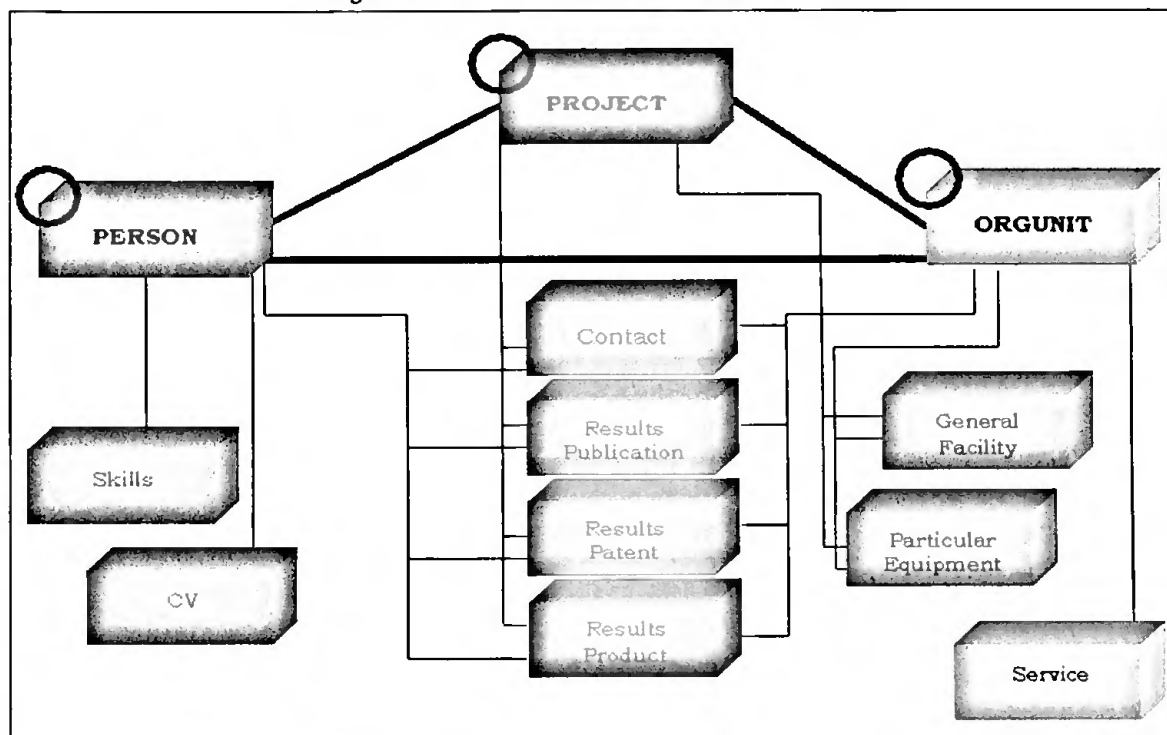 PROJECT
PERSON
ORGUNIT
Contact
Results
Publication
General
Facility
Skills
Results
Patent
Particular
Equipment
CV
Results
Product
Service